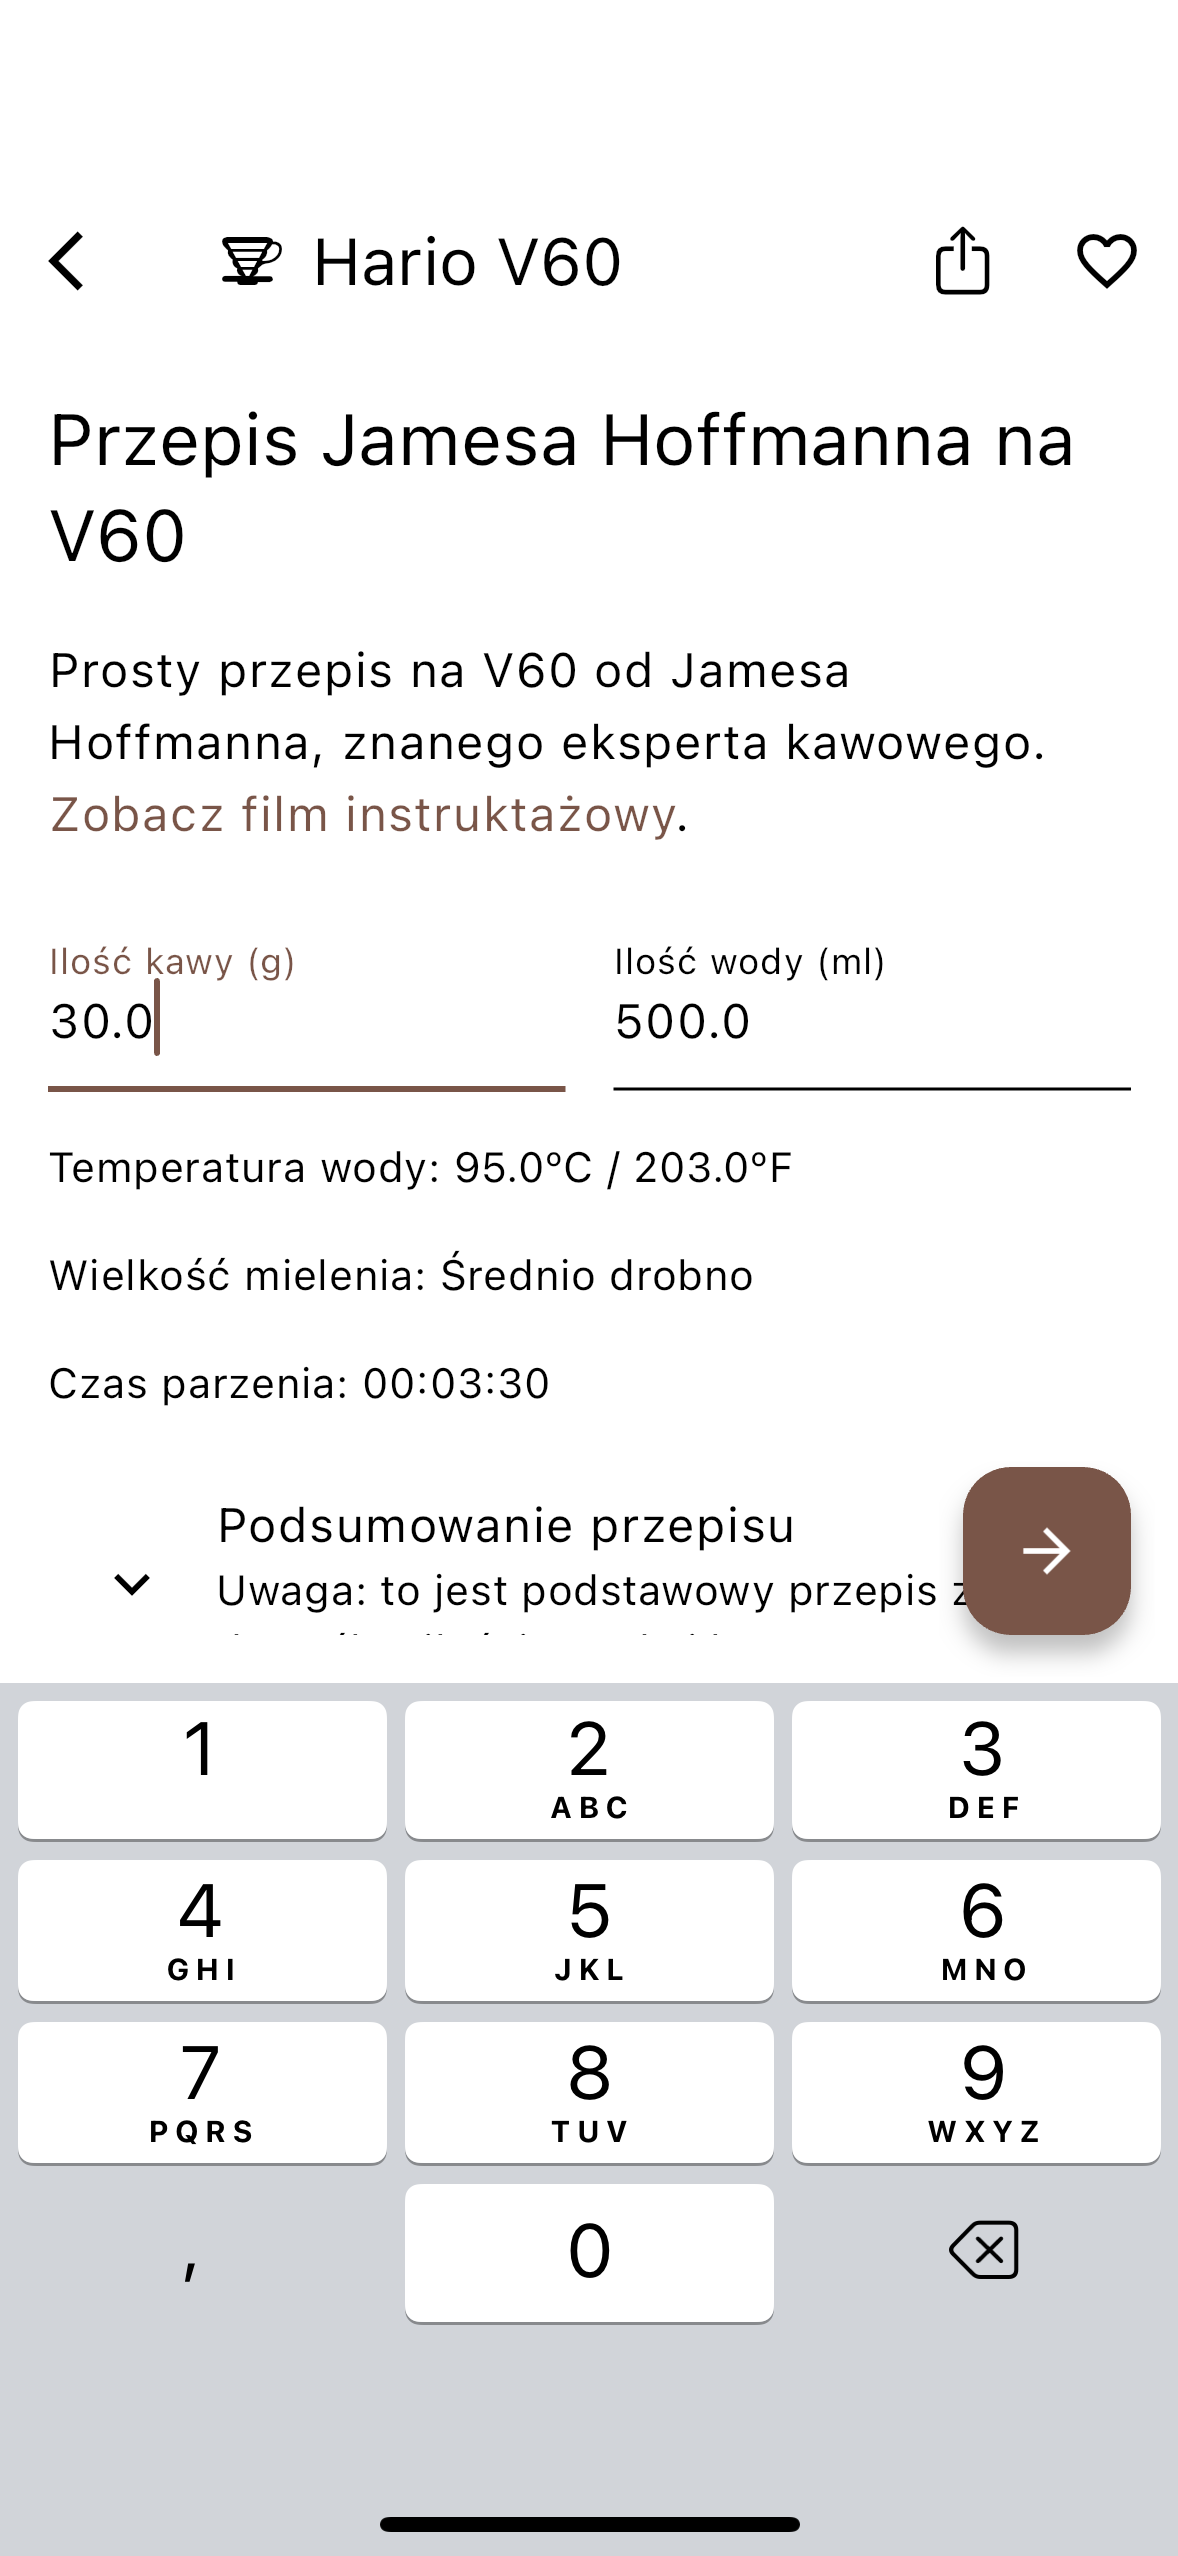 Hario V60
Przepis Jamesa Hoffmanna na
V60
Prosty przepis na V60 od Jamesa
Hoffmanna, znanego eksperta kawowego.
Zobacz film instruktażowy.
Ilość kawy (g)
Ilość wody (ml)
30.0
500.0
Temperatura wody: 95.0ºC / 203.0ºF
Wielkość mielenia: Średnio drobno
Czas parzenia: 00:03:30
Podsumowanie przepisu
Uwaga: to jest podstawowy przepis
1
2
3
ABC
DEF
4
5
6
GHI
JKL
MNO
7
8
9
PQRS
TUV
WXYZ
,
0